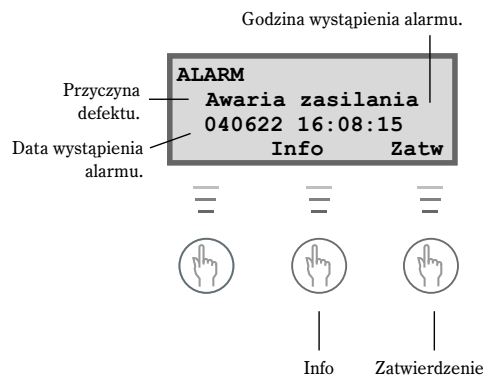 Godzina wystąpienia alarmu.
ALARM
Przyczyna
defektu.
Awaria zasilania
040622 16:08:15
Data wystąpienia
alarmu.
Info Zatw
Info Zatwierdzenie